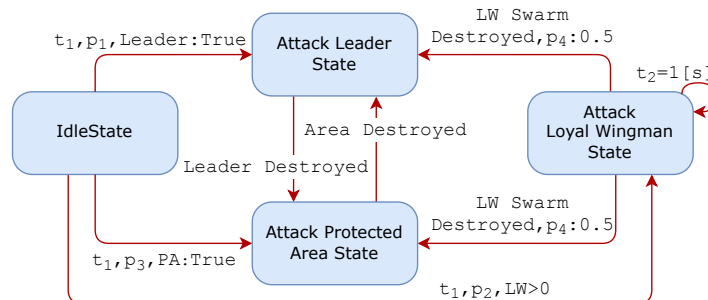 t₁,p₁,Leader:True
Attack Leader
State
LW Swarm
Destroyed,p₄:0.5
t₂=1[s]
IdleState
Area Destroyed
Attack
Loyal Wingman
State
Leader Destroyed
LW Swarm
Destroyed,p₄:0.5
Attack Protected
Area State
t₁,p₃,PA:True
t₁,p₂,LW>0